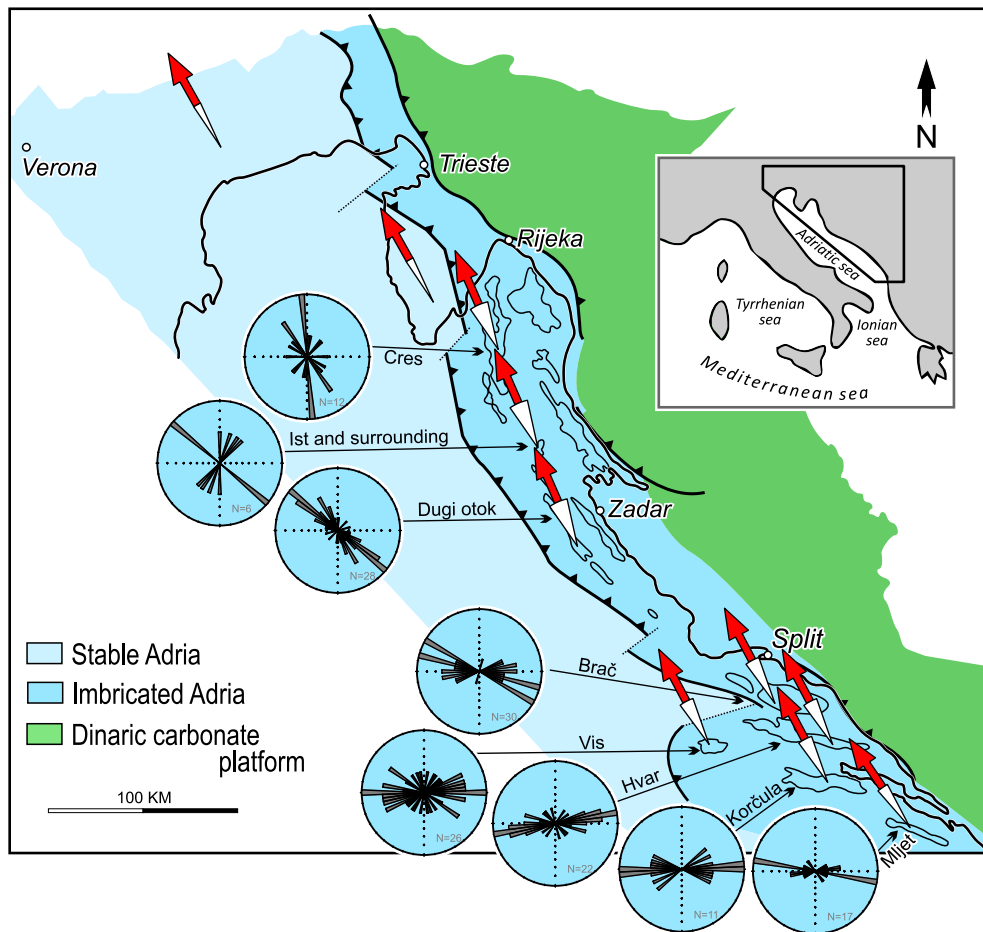 N
Verona
Trieste
Rijeka
Adriatic sea
Tyrrhenian
sea
Ionian
sea
Mediterranean sea
Cres
N=12
Ist and surrounding
N=6
Dugi otok
N=28
Zadar
Split
Stable Adria
Imbricated Adria
Dinaric carbonate
platform
100 KM
Brač
N=30
Vis
N=26
Hvar
N=22
Korčula
N=11
Mljet
N=17